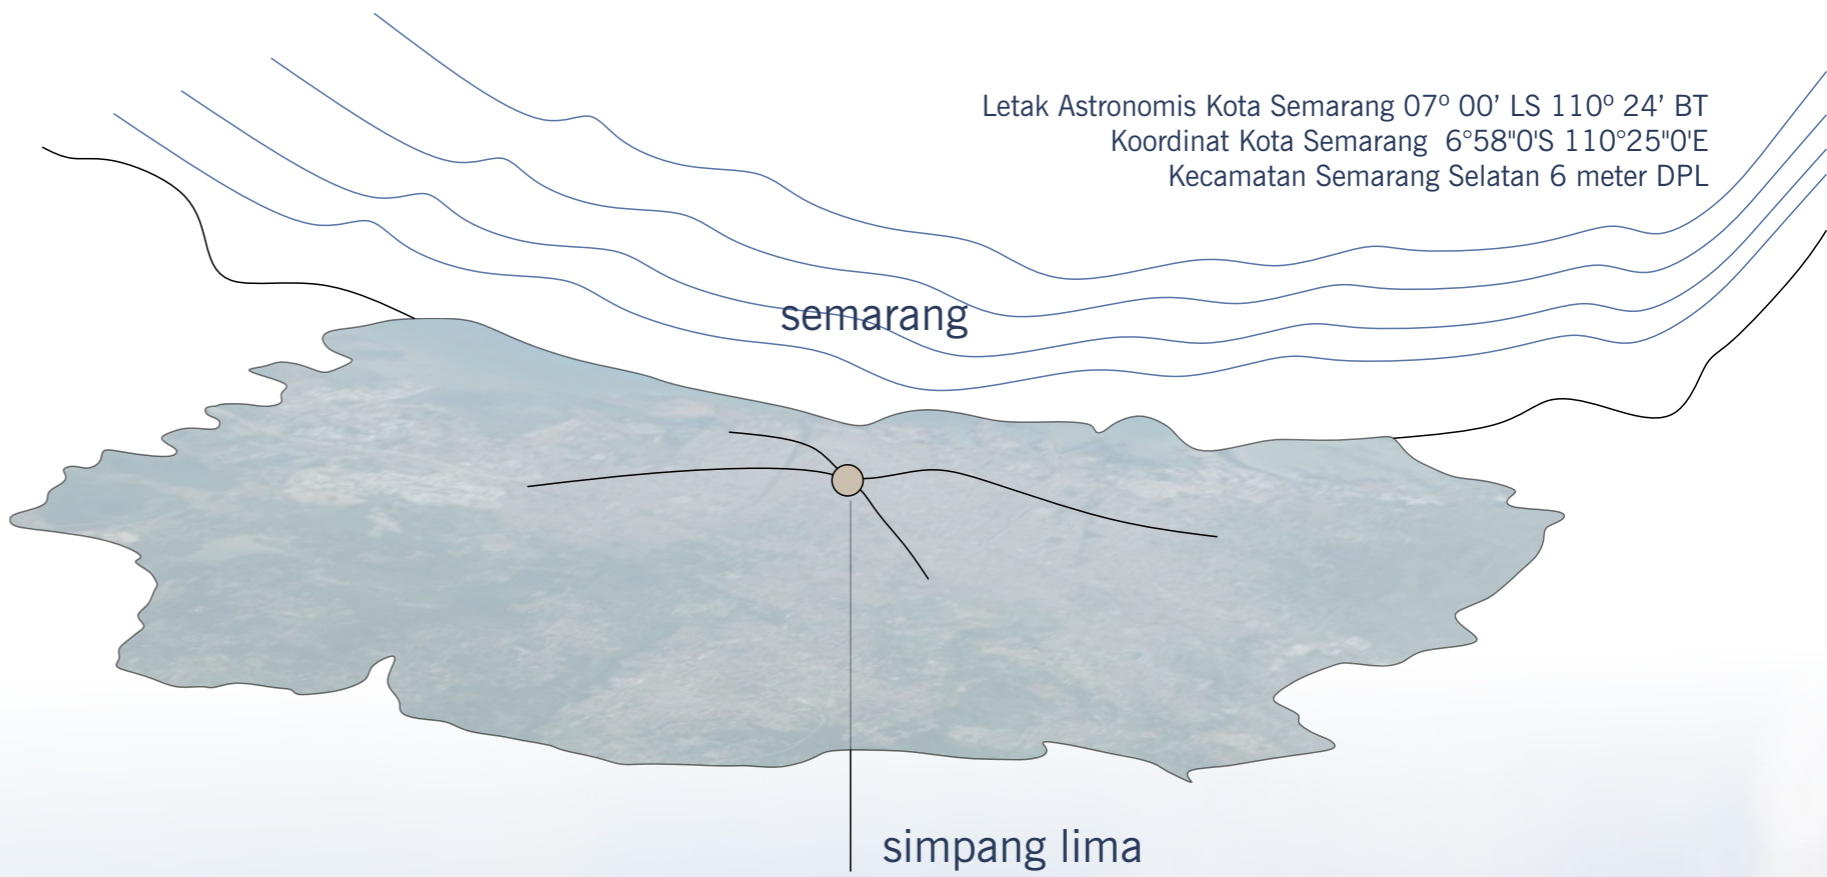 Letak Astronomis Kota Semarang 07º 00’ LS 110º 24’ BT
Koordinat Kota Semarang  6°58"0'S 110°25"0'E
Kecamatan Semarang Selatan 6 meter DPL
semarang
simpang lima